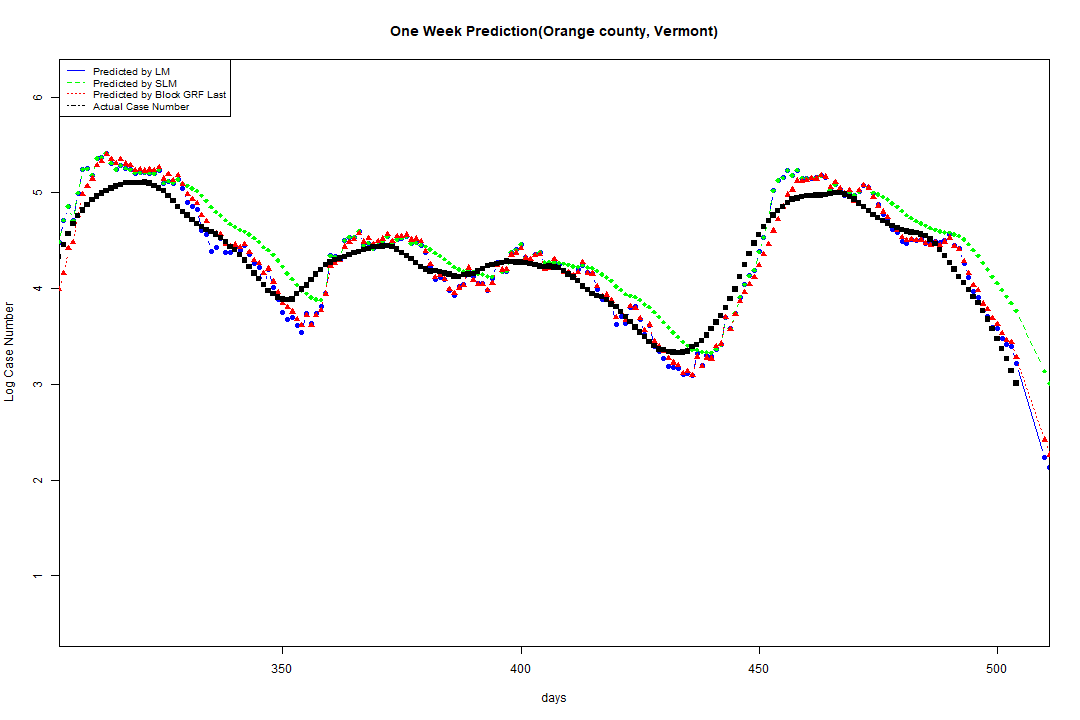 One Week Prediction(Orange county, Vermont)
Predicted by LM
Predicted by SLM
Predicted by Block GRF Last
Actual Case Number
6
5
4
3
2
1
Log Case Number
350 400 450 500
days